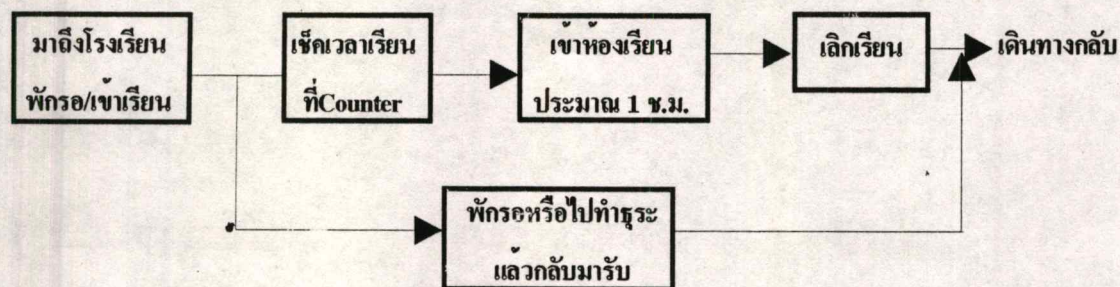 มาถึงโรงเรียน
พักรอ/เข้าเรียน
เช็คเวลาเรียน
ที่Counter
เข้าห้องเรียน
ประมาณ 1 ช.ม.
เลิกเรียน
เดินทางกลับ
พักรอหรือไปทำธุระ
แล้วกลับมารับ